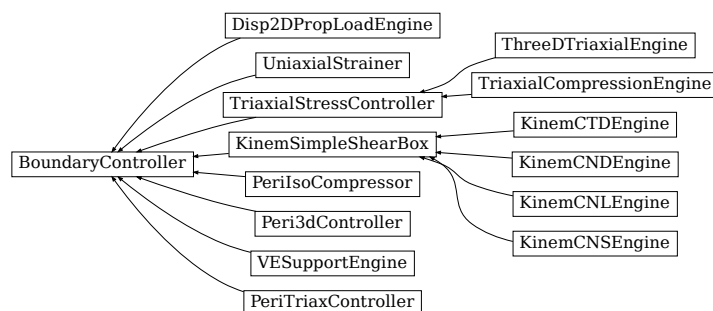 Disp2DPropLoadEngine
UniaxialStrainer
ThreeDTriaxialEngine
TriaxialStressController
TriaxialCompressionEngine
KinemSimpleShearBox
KinemCTDEngine
BoundaryController
KinemCNDEngine
PeriIsoCompressor
KinemCNLEngine
Peri3dController
KinemCNSEngine
VESupportEngine
PeriTriaxController